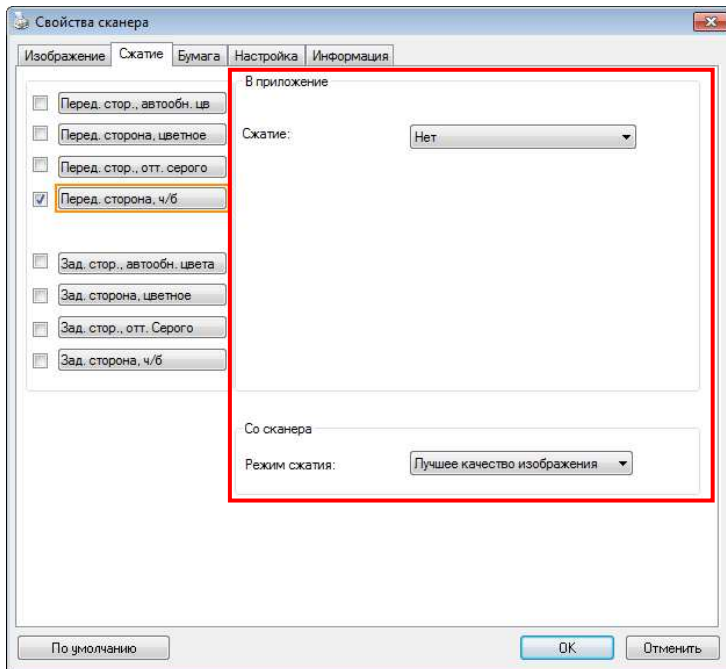 Свойства сканера
Изображение Сжатие Бумага Настройка Информация
Перед. стор., автообн. цв
Перед. сторона, цветное
Перед. стор., отт. серого
Перед. сторона, ч/б
Зад. стор., автообн. цвета
Зад. сторона, цветное
Зад. стор., отт. Серого
Зад. сторона, ч/б
В приложение
Сжатие: Нет
Со сканера
Режим сжатия: Лучшее качество изображения
По умолчанию OK Отменить